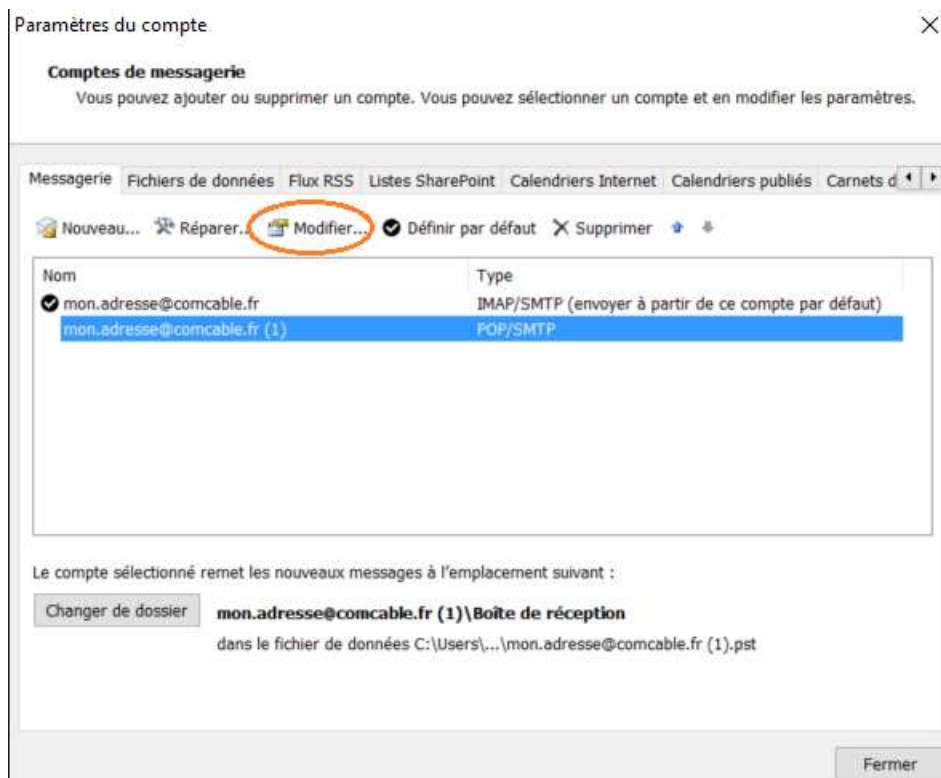 Paramètres du compte
Comptes de messagerie
Vous pouvez ajouter ou supprimer un compte. Vous pouvez sélectionner un compte et en modifier les paramètres.
Messagerie Fichiers de données Flux RSS Listes SharePoint Calendriers Internet Calendriers publiés Carnets d
Nouveau... Réparer... Modifier... Définir par défaut Supprimer
Nom Type
mon.adresse@comcable.fr IMAP/SMTP (envoyer à partir de ce compte par défaut)
mon.adresse@comcable.fr (1) POP/SMTP
Le compte sélectionné remet les nouveaux messages à l'emplacement suivant :
Changer de dossier mon.adresse@comcable.fr (1)\Boîte de réception
dans le fichier de données C:\Users\...\mon.adresse@comcable.fr (1).pst
Fermer